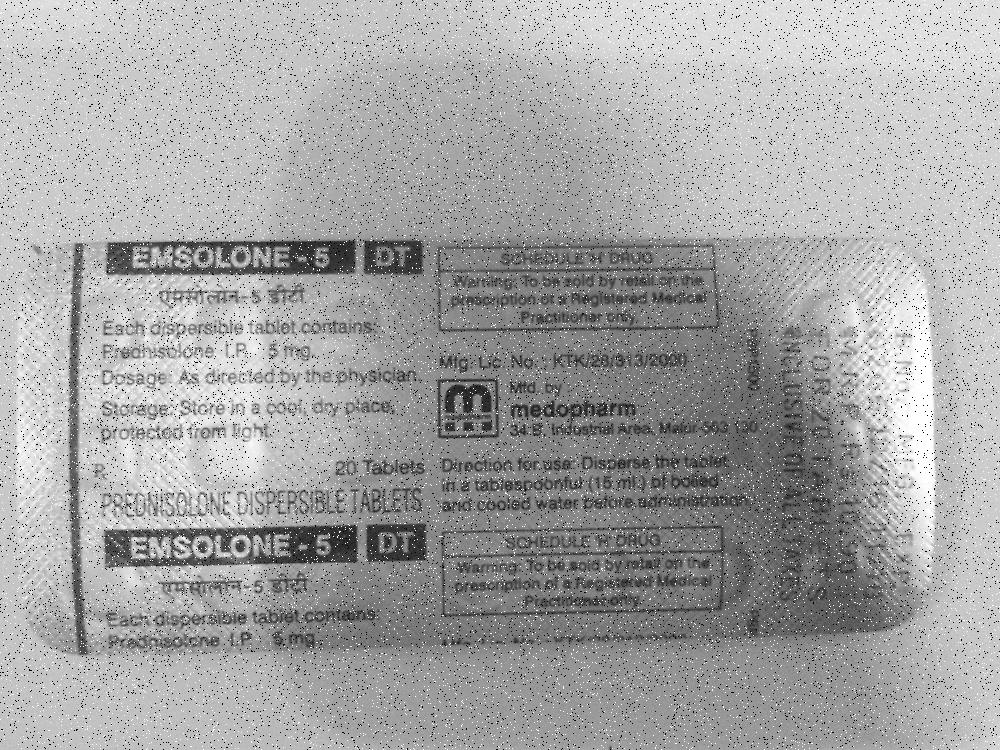 EMSOLONE - 5 DT
एमसोलोन-5 डीटी
Each dispersible tablet contains:
Prednisolone I.P. 5 mg.
Dosage: As directed by the physician.
Storage: Store in a cool, dry place,
protected from light.
℞ 20 Tablets
PREDNISOLONE DISPERSIBLE TABLETS
EMSOLONE - 5 DT
एमसोलोन-5 डीटी
Each dispersible tablet contains:
Prednisolone I.P. 5 mg.
SCHEDULE 'H' DRUG
Warning: To be sold by retail on the
prescription of a Registered Medical
Practitioner only.
Mfg. Lic. No. : KTK/28/313/2000
m
Mfd. by
medopharm
34 B, Industrial Area, Malur-563 130
Direction for use: Disperse the tablet
in a tablespoonful (15 ml.) of boiled
and cooled water before administration.
SCHEDULE 'H' DRUG
Warning: To be sold by retail on the
prescription of a Registered Medical
Practitioner only.
B.No. MFD. EXP.
M.R.P.
FOR 20 TABLETS
INCLUSIVE OF ALL TAXES